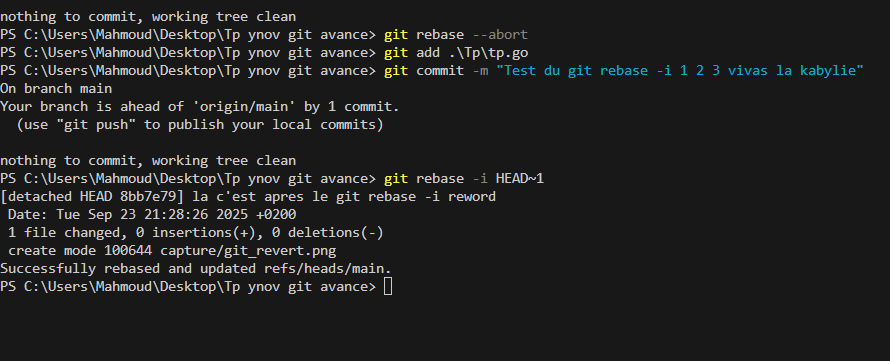 nothing to commit, working tree clean
PS C:\Users\Mahmoud\Desktop\Tp ynov git avance> git rebase --abort
PS C:\Users\Mahmoud\Desktop\Tp ynov git avance> git add .\Tp\tp.go
PS C:\Users\Mahmoud\Desktop\Tp ynov git avance> git commit -m "Test du git rebase -i 1 2 3 vivas la kabylie"
On branch main
Your branch is ahead of 'origin/main' by 1 commit.
  (use "git push" to publish your local commits)

nothing to commit, working tree clean
PS C:\Users\Mahmoud\Desktop\Tp ynov git avance> git rebase -i HEAD~1
[detached HEAD 8bb7e79] la c'est apres le git rebase -i reword
 Date: Tue Sep 23 21:28:26 2025 +0200
 1 file changed, 0 insertions(+), 0 deletions(-)
 create mode 100644 capture/git_revert.png
Successfully rebased and updated refs/heads/main.
PS C:\Users\Mahmoud\Desktop\Tp ynov git avance>